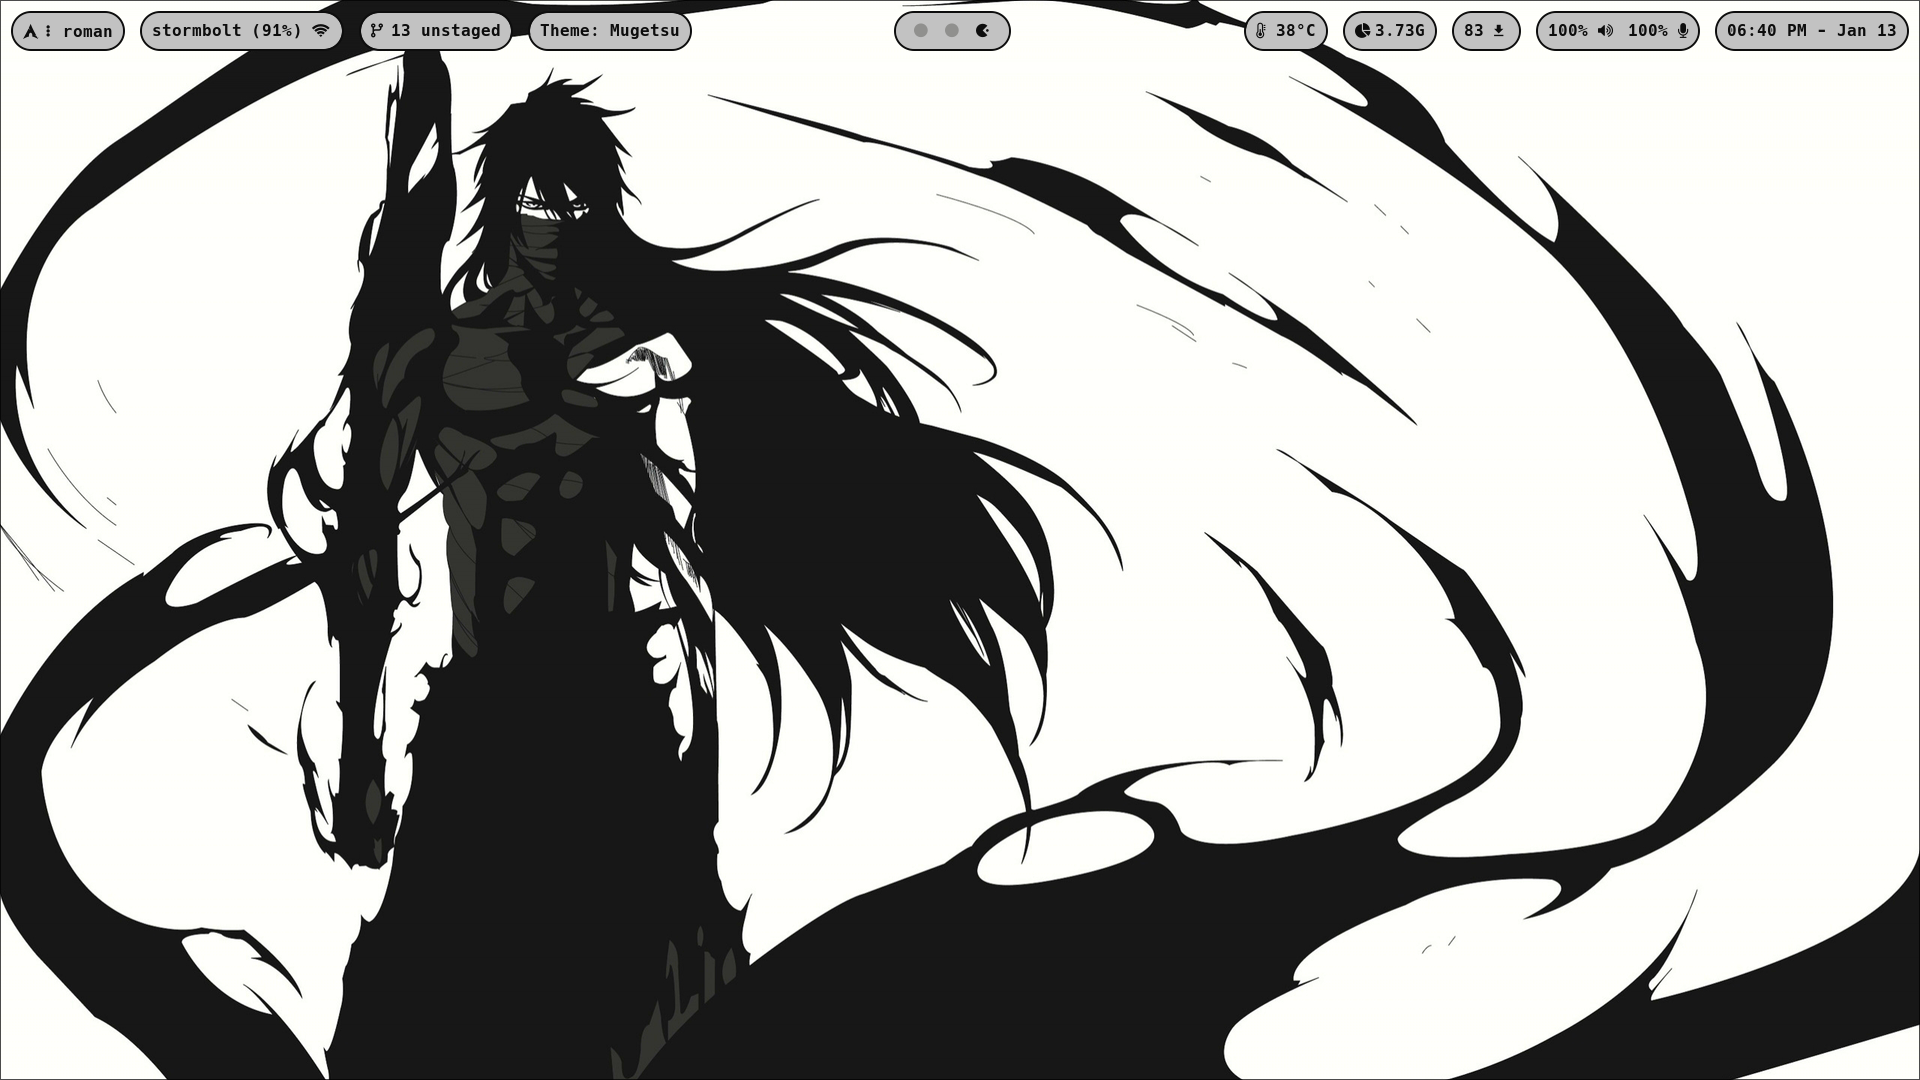 roman
stormbolt (91%)
13 unstaged
Theme: Mugetsu
38°C
3.73G
83
100% 100%
06:40 PM - Jan 13